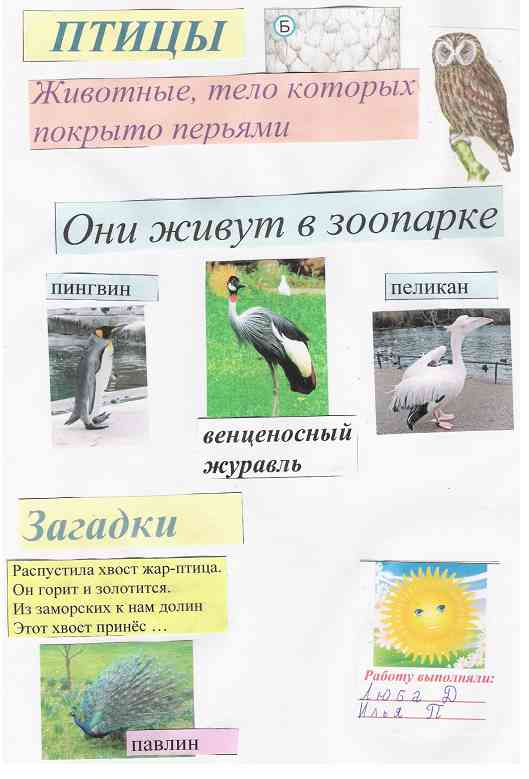 ПТИЦЫ
Б
Животные, тело которых
покрыто перьями
Они живут в зоопарке
пингвин
пеликан
венценосный
журавль
Загадки
Распустила хвост жар-птица.
Он горит и золотится.
Из заморских к нам долин
Этот хвост принёс ...
павлин
Работу выполняли:
Люба Д
Илья П